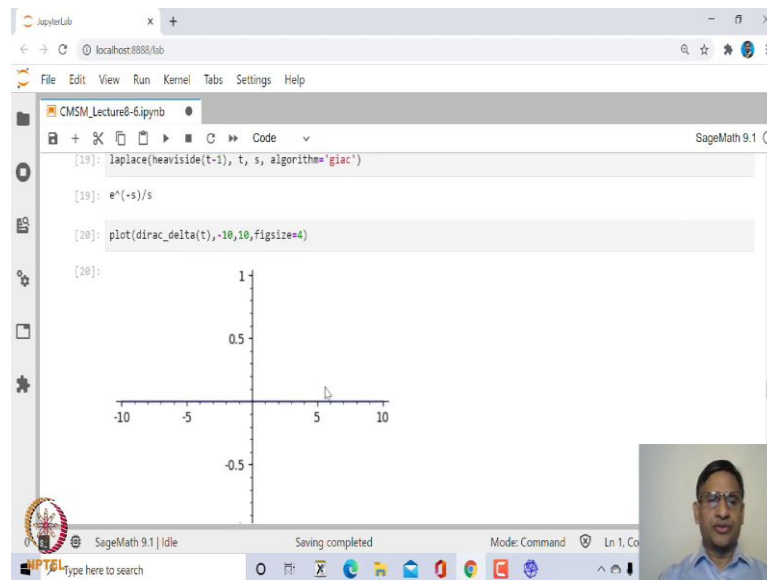 JupyterLab
localhost:8888/lab
File Edit View Run Kernel Tabs Settings Help
CMSM_Lecture8-6.ipynb
Code
SageMath 9.1
[19]: laplace(heaviside(t-1), t, s, algorithm='giac')
[19]: e^(-s)/s
[20]: plot(dirac_delta(t),-10,10,figsize=4)
[20]:
1
0.5
-10 -5 5 10
-0.5
SageMath 9.1 | Idle Saving completed Mode: Command Ln 1, Co
NPTEL
Type here to search